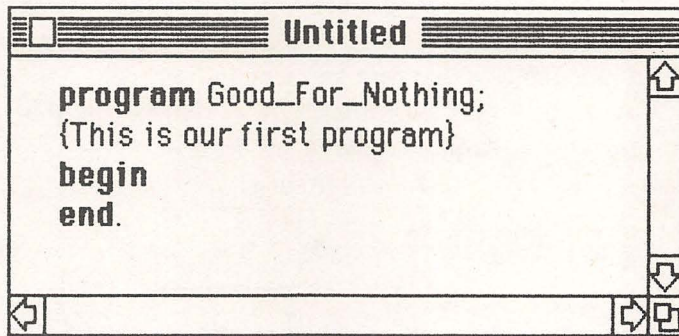 Untitled
program Good_For_Nothing;
{This is our first program}
begin
end.